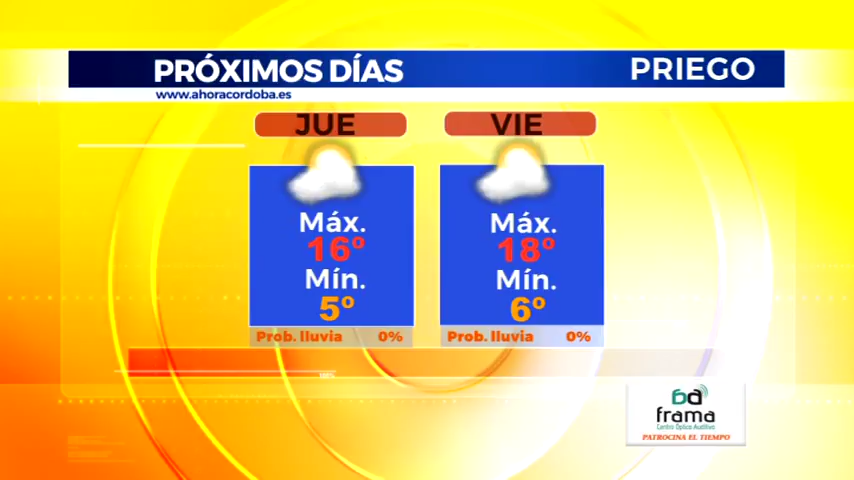 PRÓXIMOS DÍAS
PRIEGO
www.ahoracordoba.es
JUE
VIE
Máx.
16º
Mín.
5º
Prob. lluvia 0%
Máx.
18º
Mín.
6º
Prob. lluvia 0%
100%
frama
Centro Óptico Auditivo
PATROCINA EL TIEMPO